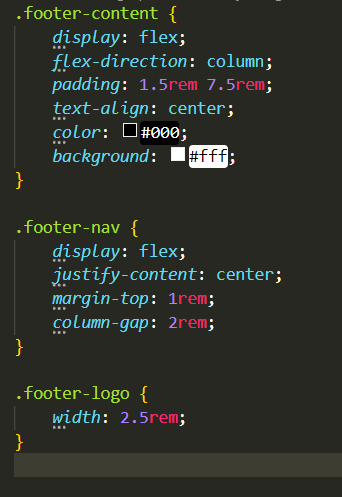 .footer-content {
display: flex;
flex-direction: column;
padding: 1.5rem 7.5rem;
text-align: center;
color: #000;
background: #fff;
}
.footer-nav {
display: flex;
justify-content: center;
margin-top: 1rem;
column-gap: 2rem;
}
.footer-logo {
width: 2.5rem;
}